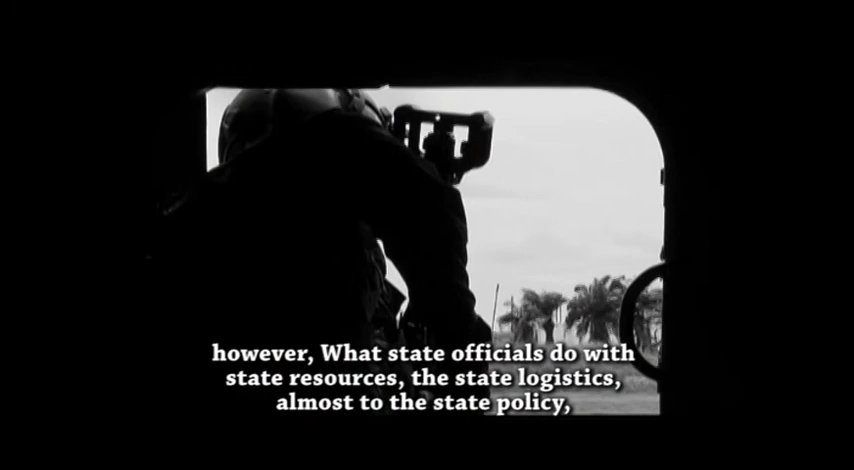 however, What state officials do with
state resources, the state logistics,
almost to the state policy,